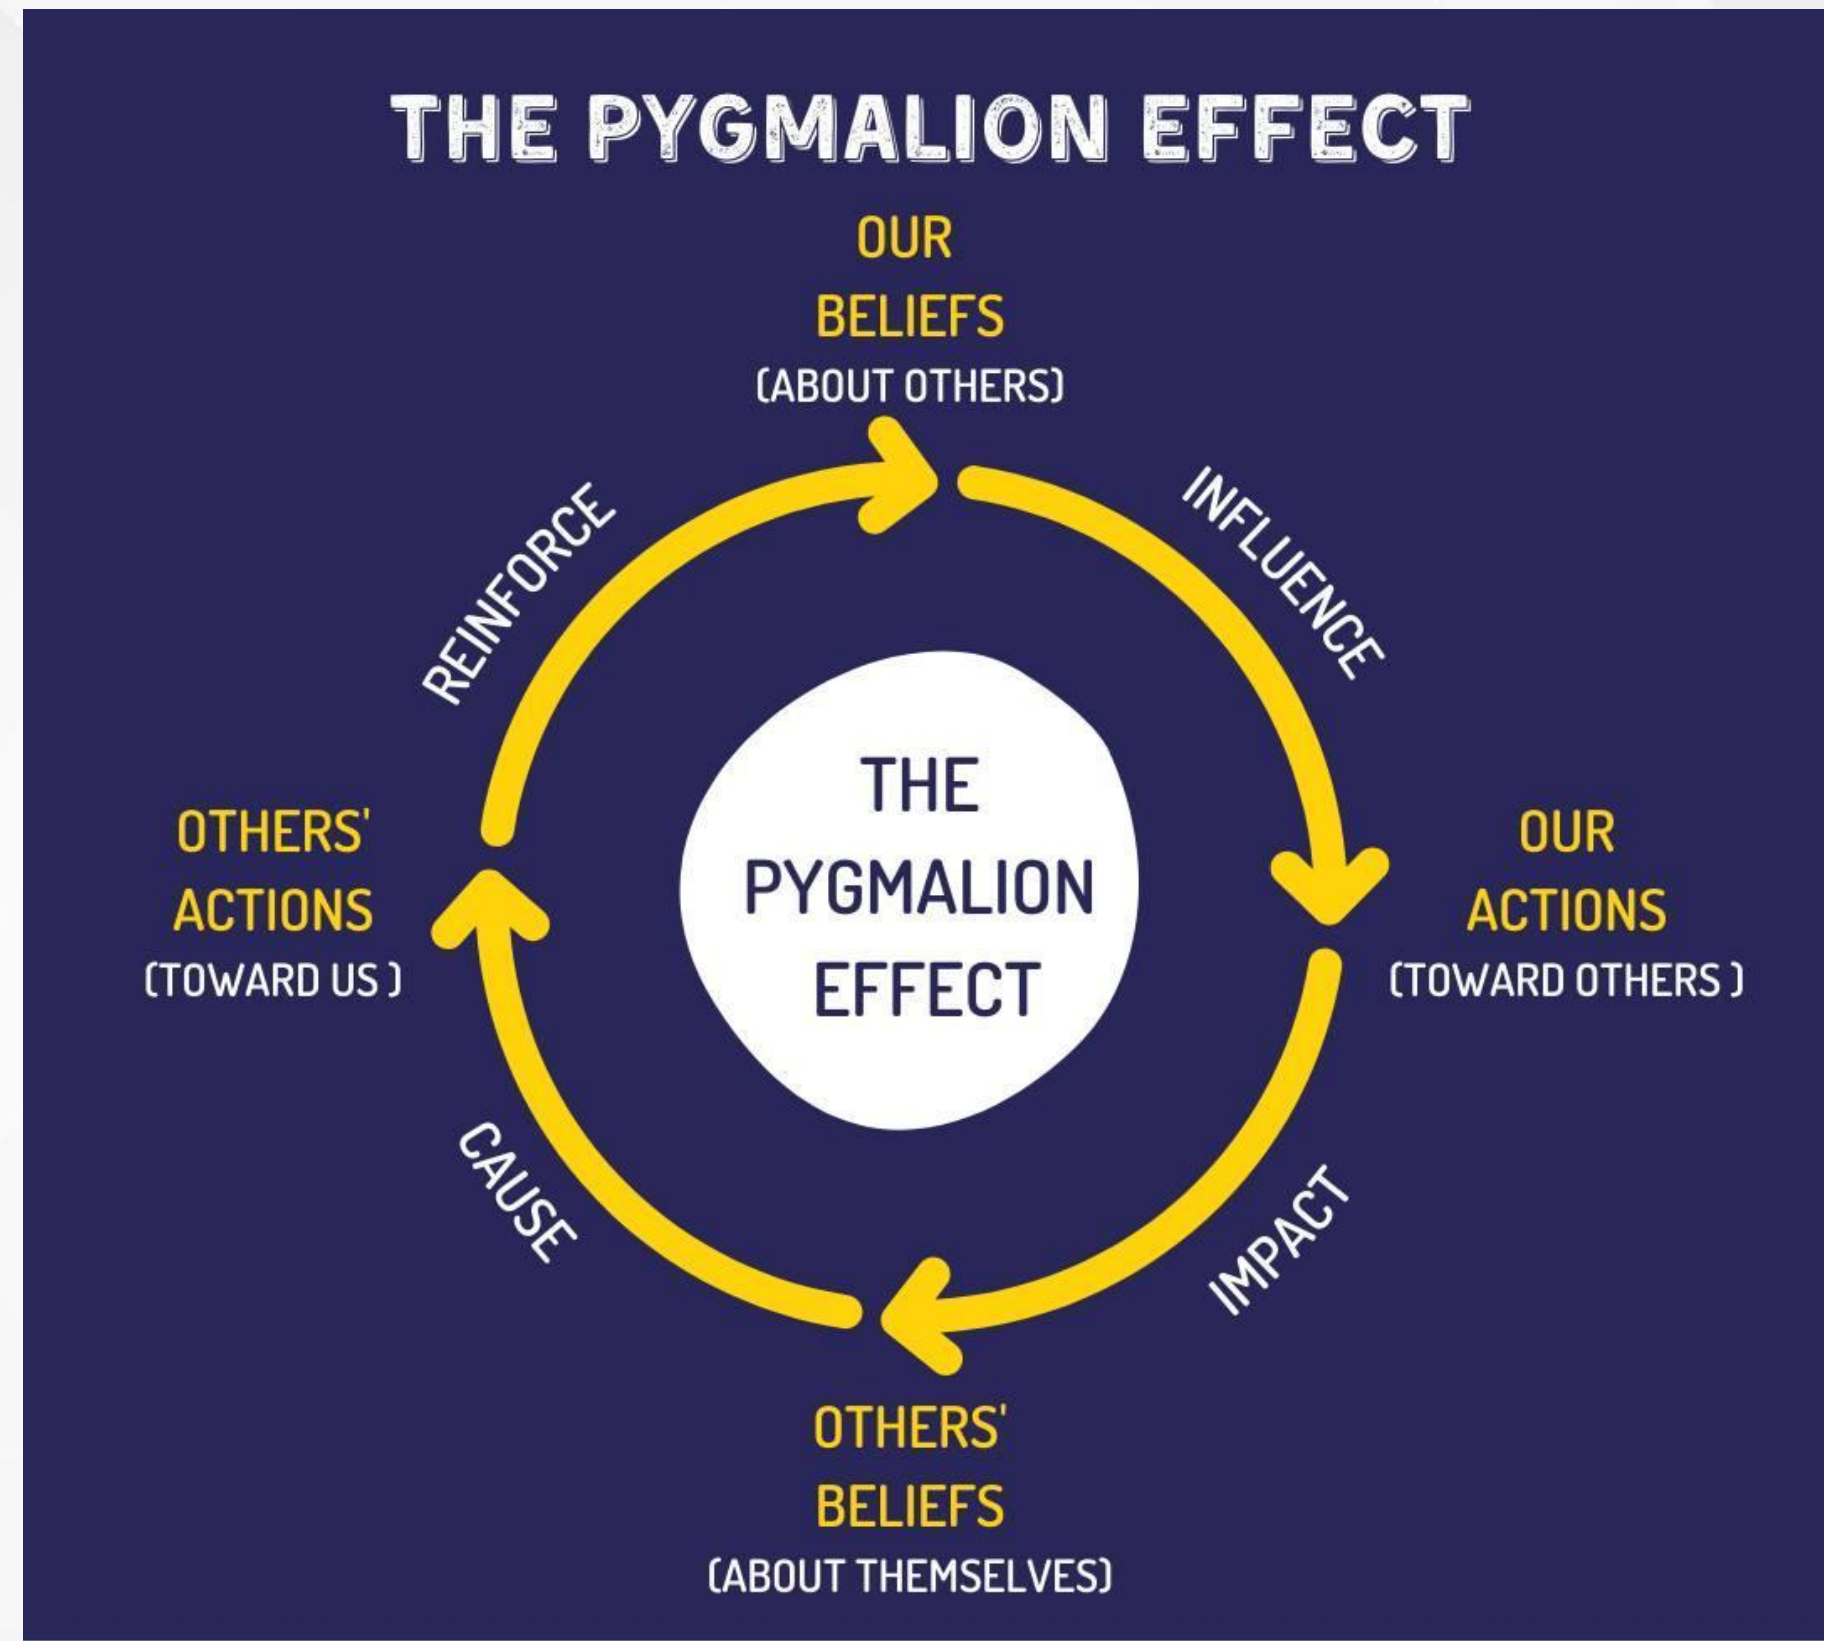 THE PYGMALION EFFECT
OUR
BELIEFS
(ABOUT OTHERS)
REINFORCE
INFLUENCE
THE
PYGMALION
EFFECT
OTHERS'
ACTIONS
(TOWARD US )
OUR
ACTIONS
(TOWARD OTHERS )
CAUSE
IMPACT
OTHERS'
BELIEFS
(ABOUT THEMSELVES)